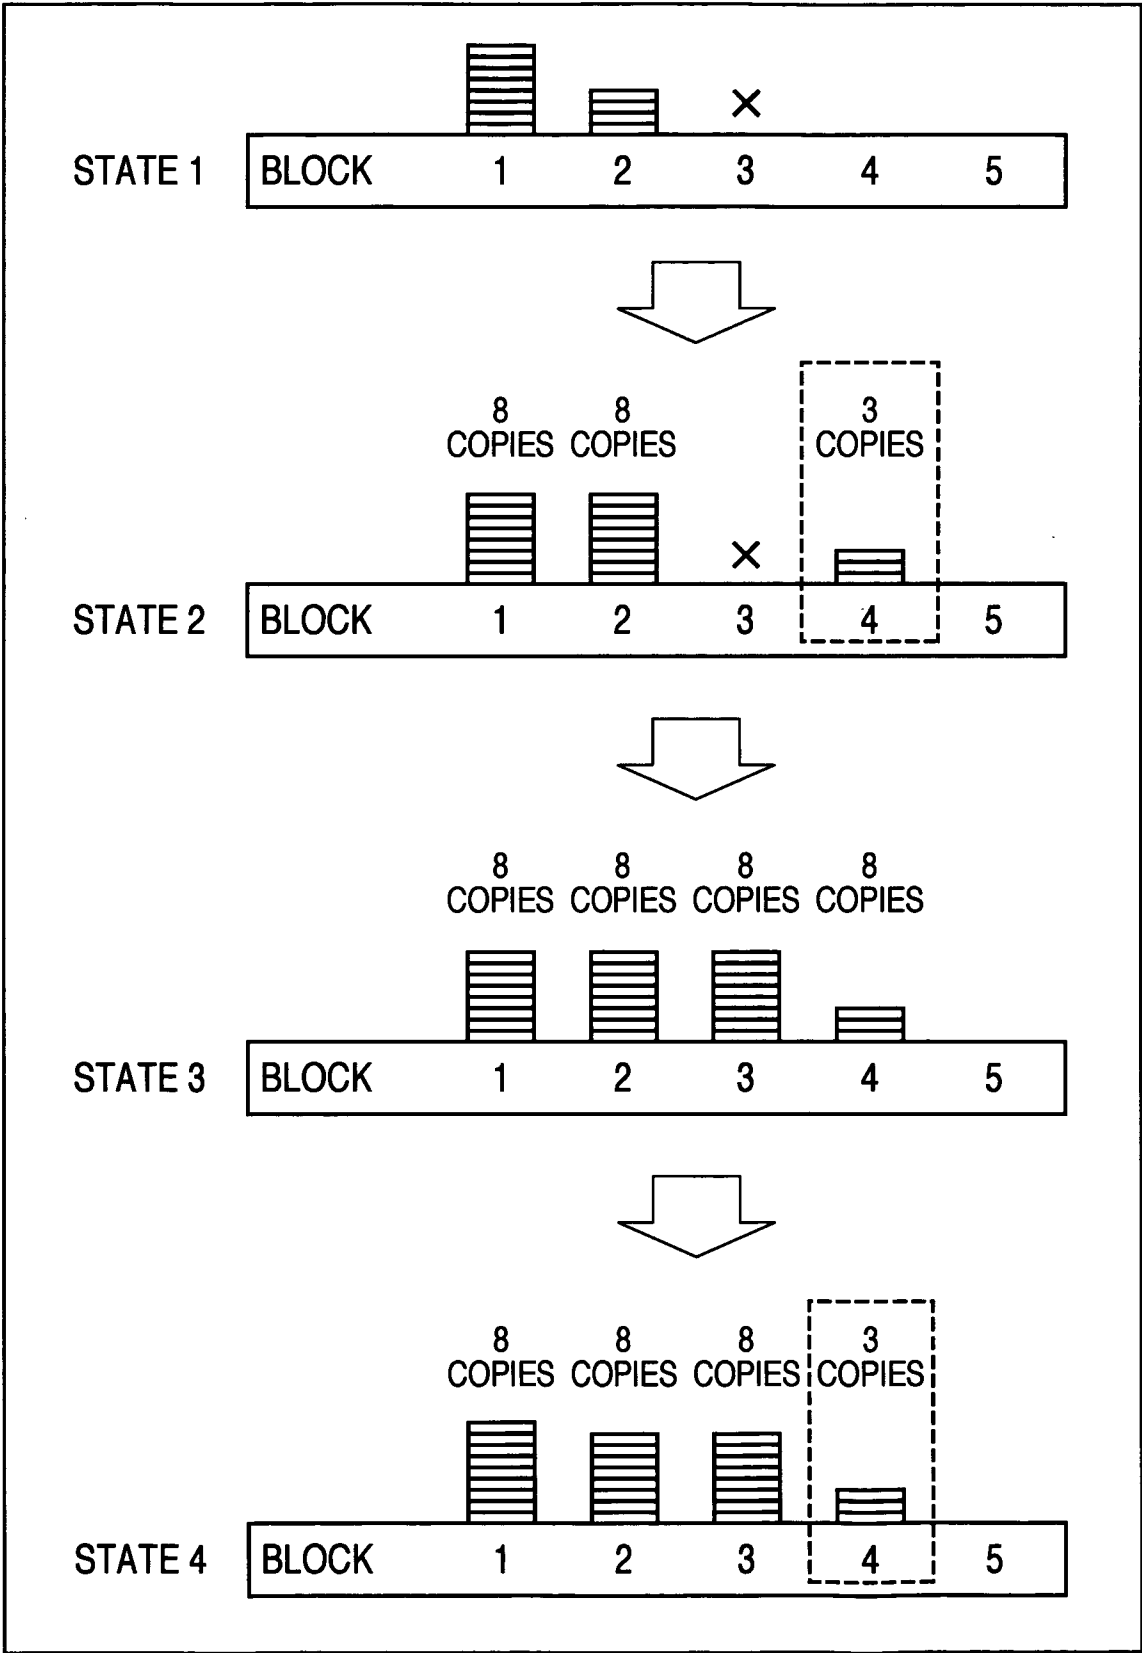 STATE 1 BLOCK 1 2 3 4 5
8 8 3
COPIES COPIES COPIES
STATE 2 BLOCK 1 2 3 4 5
8 8 8 8
COPIES COPIES COPIES COPIES
STATE 3 BLOCK 1 2 3 4 5
8 8 8 3
COPIES COPIES COPIES COPIES
STATE 4 BLOCK 1 2 3 4 5